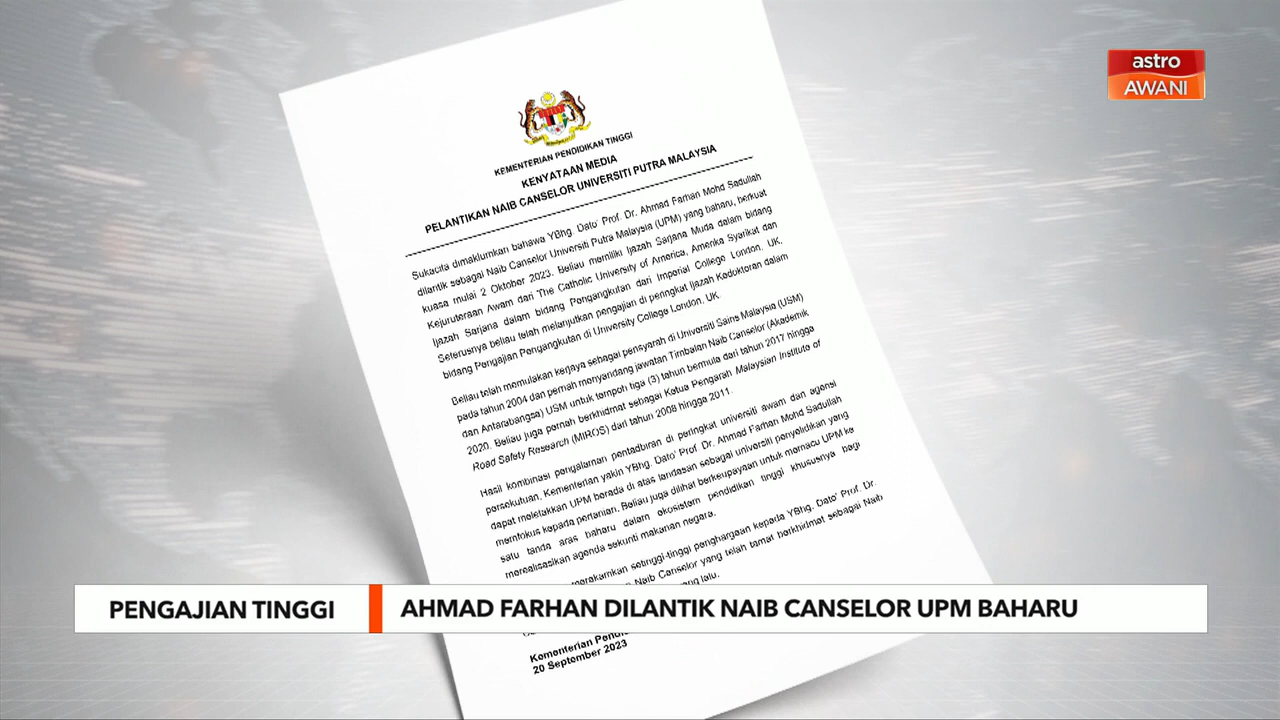 astro
AWANI
KEMENTERIAN PENDIDIKAN TINGGI
KENYATAAN MEDIA
PELANTIKAN NAIB CANSELOR UNIVERSITI PUTRA MALAYSIA
Sukacita dimaklumkan bahawa YBhg. Dato' Prof. Dr. Ahmad Farhan Mohd Sadullah
dilantik sebagai Naib Canselor Universiti Putra Malaysia (UPM) yang baharu, berkuat
kuasa mulai 2 Oktober 2023. Beliau memiliki Ijazah Sarjana Muda dalam bidang
Kejuruteraan Awam dari The Catholic University of America, Amerika Syarikat dan
Ijazah Sarjana dalam bidang Pengangkutan dari Imperial College London, UK.
Seterusnya beliau telah melanjutkan pengajian di peringkat Ijazah Kedoktoran dalam
bidang Pengajian Pengangkutan di University College London, UK.
Beliau telah memulakan kerjaya sebagai pensyarah di Universiti Sains Malaysia (USM)
pada tahun 2004 dan pernah menyandang jawatan Timbalan Naib Canselor (Akademik
dan Antarabangsa) USM untuk tempoh tiga (3) tahun bermula dari tahun 2017 hingga
2020. Beliau juga pernah berkhidmat sebagai Ketua Pengarah Malaysian Institute of
Road Safety Research (MIROS) dari tahun 2008 hingga 2011.
Hasil kombinasi pengalaman pentadbiran di peringkat universiti awam dan agensi
persekutuan, Kementerian yakin YBhg. Dato' Prof. Dr. Ahmad Farhan Mohd Sadullah
dapat meletakkan UPM berada di atas landasan sebagai universiti penyelidikan yang
memfokus kepada pertanian. Beliau juga dilihat berkeupayaan untuk memacu UPM ke
satu tanda aras baharu dalam ekosistem pendidikan tinggi khususnya bagi
merealisasikan agenda sekuriti makanan negara.
merakamkan setinggi-tinggi penghargaan kepada YBhg. Dato' Prof. Dr.
Naib Canselor yang telah tamat berkhidmat sebagai Naib
yang lalu.
Kementerian
20 September 2023
PENGAJIAN TINGGI
AHMAD FARHAN DILANTIK NAIB CANSELOR UPM BAHARU